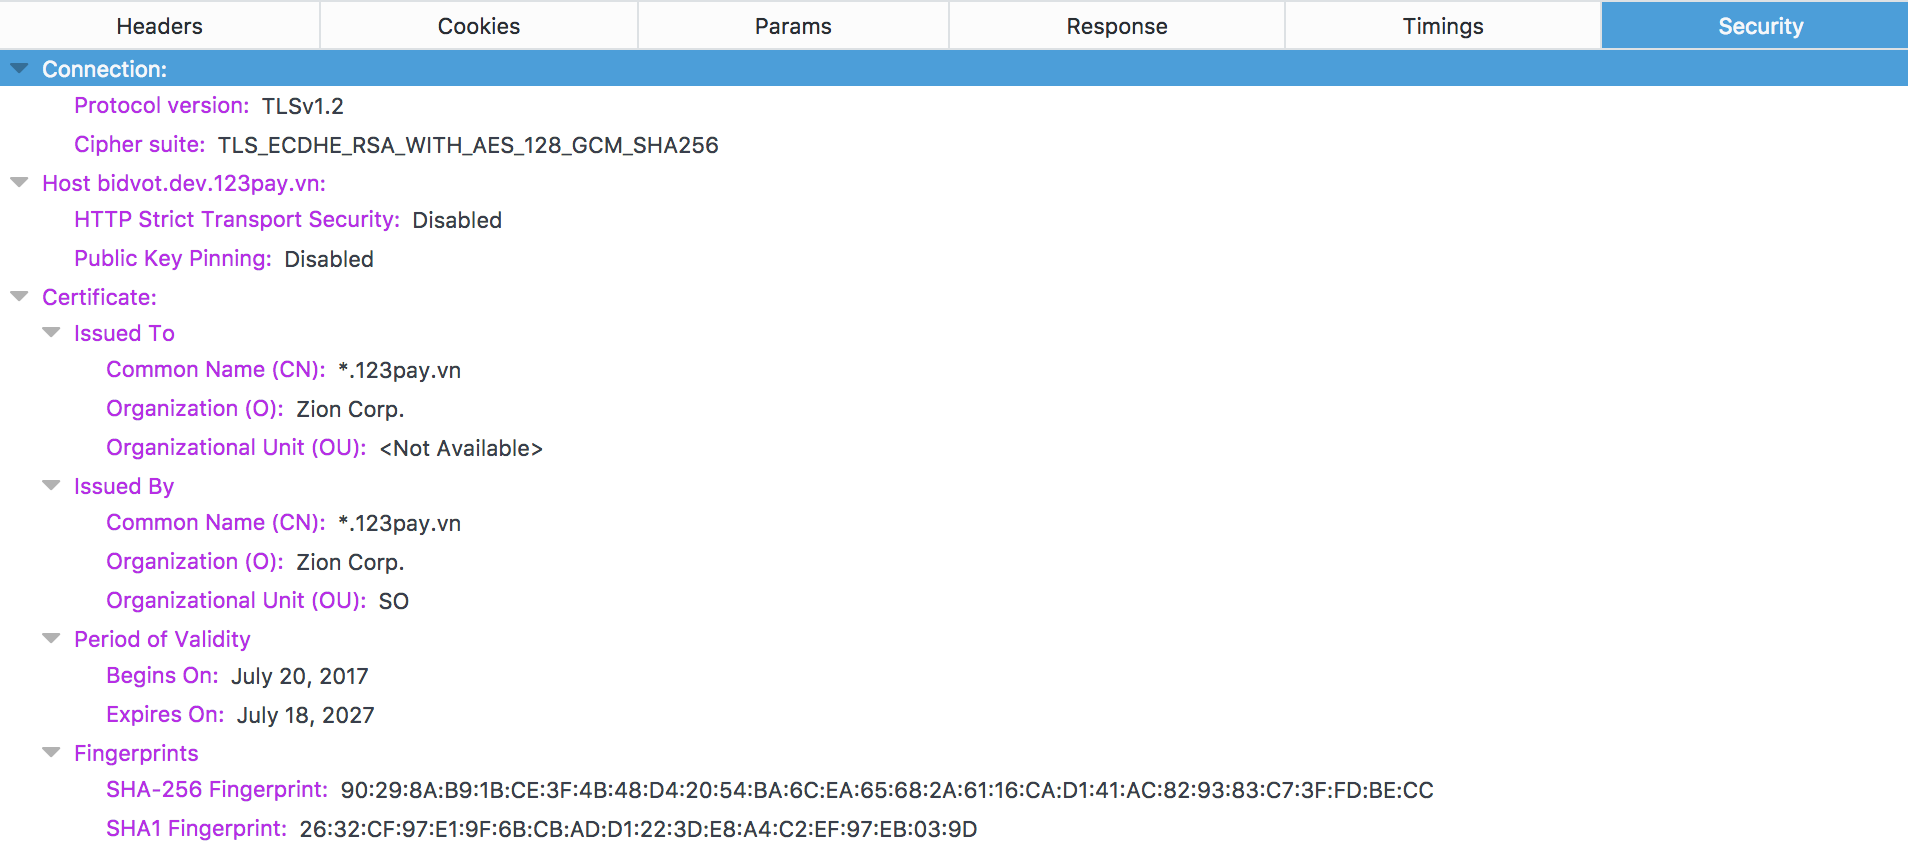 Headers Cookies Params Response Timings Security
Connection:
Protocol version: TLSv1.2
Cipher suite: TLS_ECDHE_RSA_WITH_AES_128_GCM_SHA256
Host bidvot.dev.123pay.vn:
HTTP Strict Transport Security: Disabled
Public Key Pinning: Disabled
Certificate:
Issued To
Common Name (CN): *.123pay.vn
Organization (O): Zion Corp.
Organizational Unit (OU): <Not Available>
Issued By
Common Name (CN): *.123pay.vn
Organization (O): Zion Corp.
Organizational Unit (OU): SO
Period of Validity
Begins On: July 20, 2017
Expires On: July 18, 2027
Fingerprints
SHA-256 Fingerprint: 90:29:8A:B9:1B:CE:3F:4B:48:D4:20:54:BA:6C:EA:65:68:2A:61:16:CA:D1:41:AC:82:93:83:C7:3F:FD:BE:CC
SHA1 Fingerprint: 26:32:CF:97:E1:9F:6B:CB:AD:D1:22:3D:E8:A4:C2:EF:97:EB:03:9D